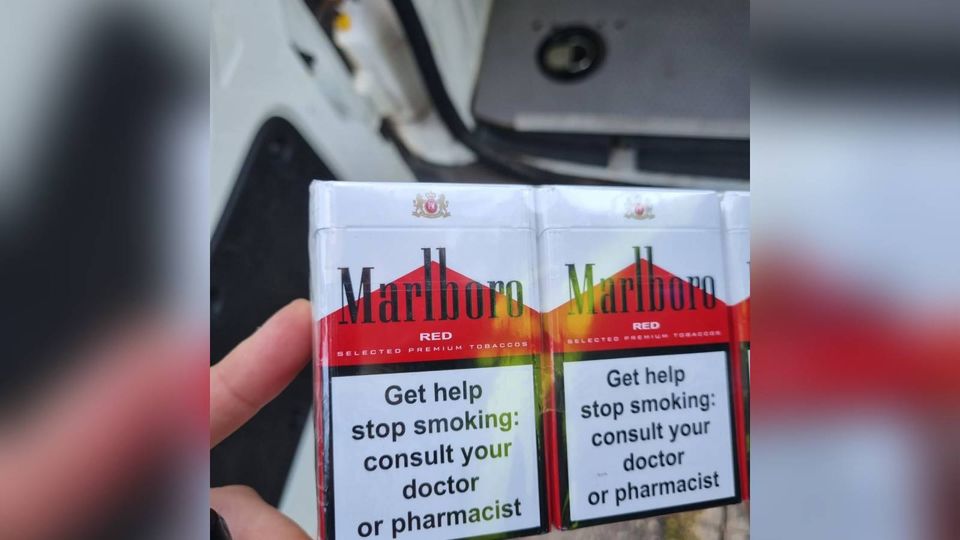 Marlboro
RED
SELECTED PREMIUM TOBACCOS
Get help
stop smoking:
consult your
doctor
or pharmacist
Marlboro
RED
SELECTED PREMIUM TOBACCOS
Get help
stop smoking:
consult your
doctor
or pharmacist